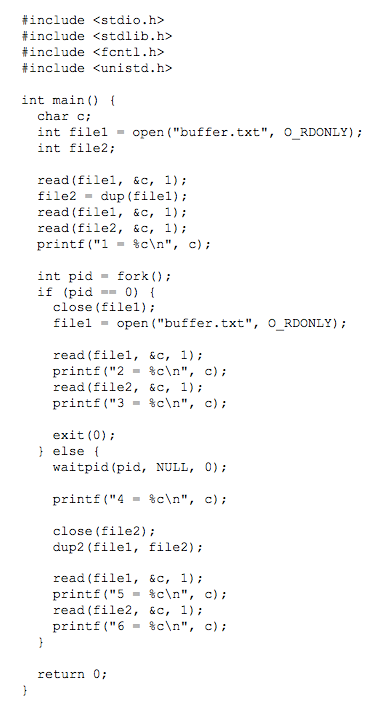 #include <stdio.h>
#include <stdlib.h>
#include <fcntl.h>
#include <unistd.h>

int main() {
  char c;
  int file1 = open("buffer.txt", O_RDONLY);
  int file2;

  read(file1, &c, 1);
  file2 = dup(file1);
  read(file1, &c, 1);
  read(file2, &c, 1);
  printf("1 = %c\n", c);

  int pid = fork();
  if (pid == 0) {
    close(file1);
    file1 = open("buffer.txt", O_RDONLY);

    read(file1, &c, 1);
    printf("2 = %c\n", c);
    read(file2, &c, 1);
    printf("3 = %c\n", c);

    exit(0);
  } else {
    waitpid(pid, NULL, 0);

    printf("4 = %c\n", c);

    close(file2);
    dup2(file1, file2);

    read(file1, &c, 1);
    printf("5 = %c\n", c);
    read(file2, &c, 1);
    printf("6 = %c\n", c);
  }

  return 0;
}